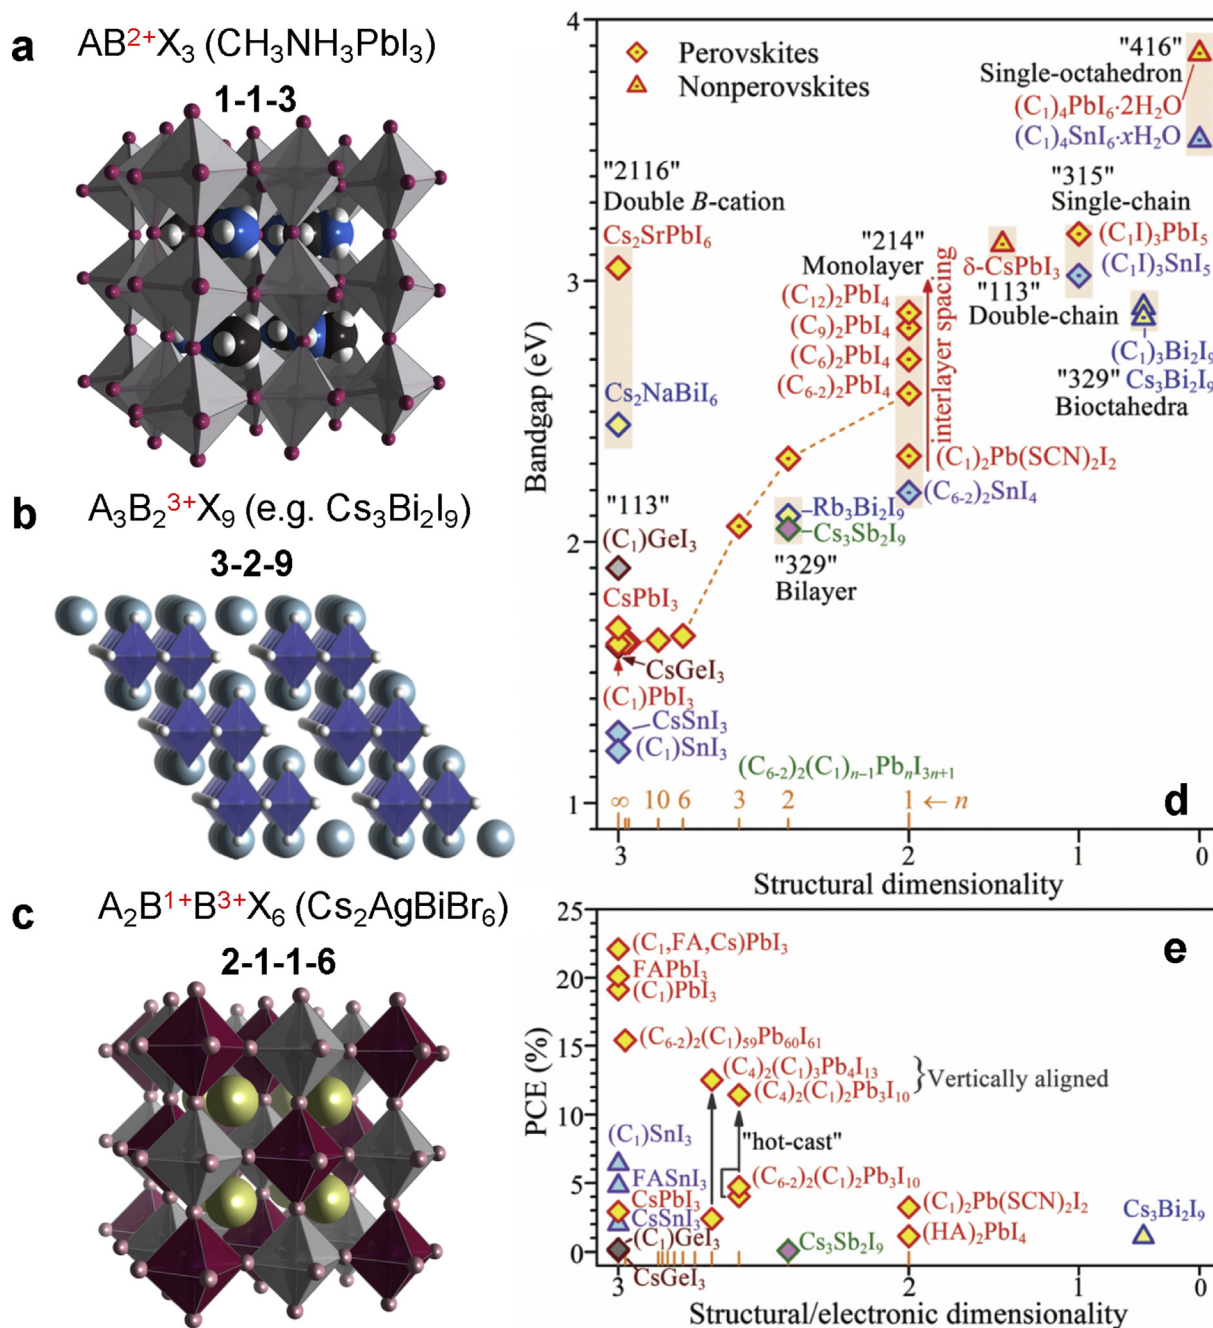 a AB²⁺X₃ (CH₃NH₃PbI₃)
1-1-3
b A₃B₂³⁺X₉ (e.g. Cs₃Bi₂I₉)
3-2-9
c A₂B¹⁺B³⁺X₆ (Cs₂AgBiBr₆)
2-1-1-6
d
Bandgap (eV)
4
3
2
1
Perovskites
Nonperovskites
"416"
Single-octahedron
(C₁)₄PbI₆·2H₂O
(C₁)₄SnI₆·xH₂O
"2116"
Double B-cation
Cs₂SrPbI₆
Cs₂NaBiI₆
"315"
Single-chain
(C₁I)₃PbI₅
(C₁I)₃SnI₅
"214"
Monolayer
(C₁₂)₂PbI₄
(C₉)₂PbI₄
(C₆)₂PbI₄
(C₆₋₂)₂PbI₄
interlayer spacing
δ-CsPbI₃
"113"
Double-chain
(C₁)₃Bi₂I₉
"329" Cs₃Bi₂I₉
Bioctahedra
(C₁)₂Pb(SCN)₂I₂
(C₆₋₂)₂SnI₄
"113"
(C₁)GeI₃
CsPbI₃
Rb₃Bi₂I₉
Cs₃Sb₂I₉
"329"
Bilayer
CsGeI₃
(C₁)PbI₃
CsSnI₃
(C₁)SnI₃
(C₆₋₂)₂(C₁)ₙ₋₁PbₙI₃ₙ₊₁
∞ 10 6 3 2 1 ← n
3 2 1 0
Structural dimensionality
e
PCE (%)
25
20
15
10
5
0
(C₁,FA,Cs)PbI₃
FAPbI₃
(C₁)PbI₃
(C₆₋₂)₂(C₁)₅₉Pb₆₀I₆₁
(C₄)₂(C₁)₃Pb₄I₁₃
(C₄)₂(C₁)₂Pb₃I₁₀
}Vertically aligned
"hot-cast"
(C₁)SnI₃
FASnI₃
CsPbI₃
CsSnI₃
(C₁)GeI₃
CsGeI₃
(C₆₋₂)₂(C₁)₂Pb₃I₁₀
Cs₃Sb₂I₉
(C₁)₂Pb(SCN)₂I₂
(HA)₂PbI₄
Cs₃Bi₂I₉
3 2 1 0
Structural/electronic dimensionality